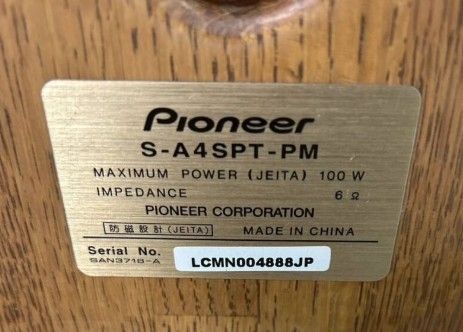 Pioneer
S-A4SPT-PM
MAXIMUM POWER (JEITA) 100 W
IMPEDANCE 6 Ω
PIONEER CORPORATION
防磁設計(JEITA) MADE IN CHINA
Serial No. LCMN004888JP
SAN3716-A